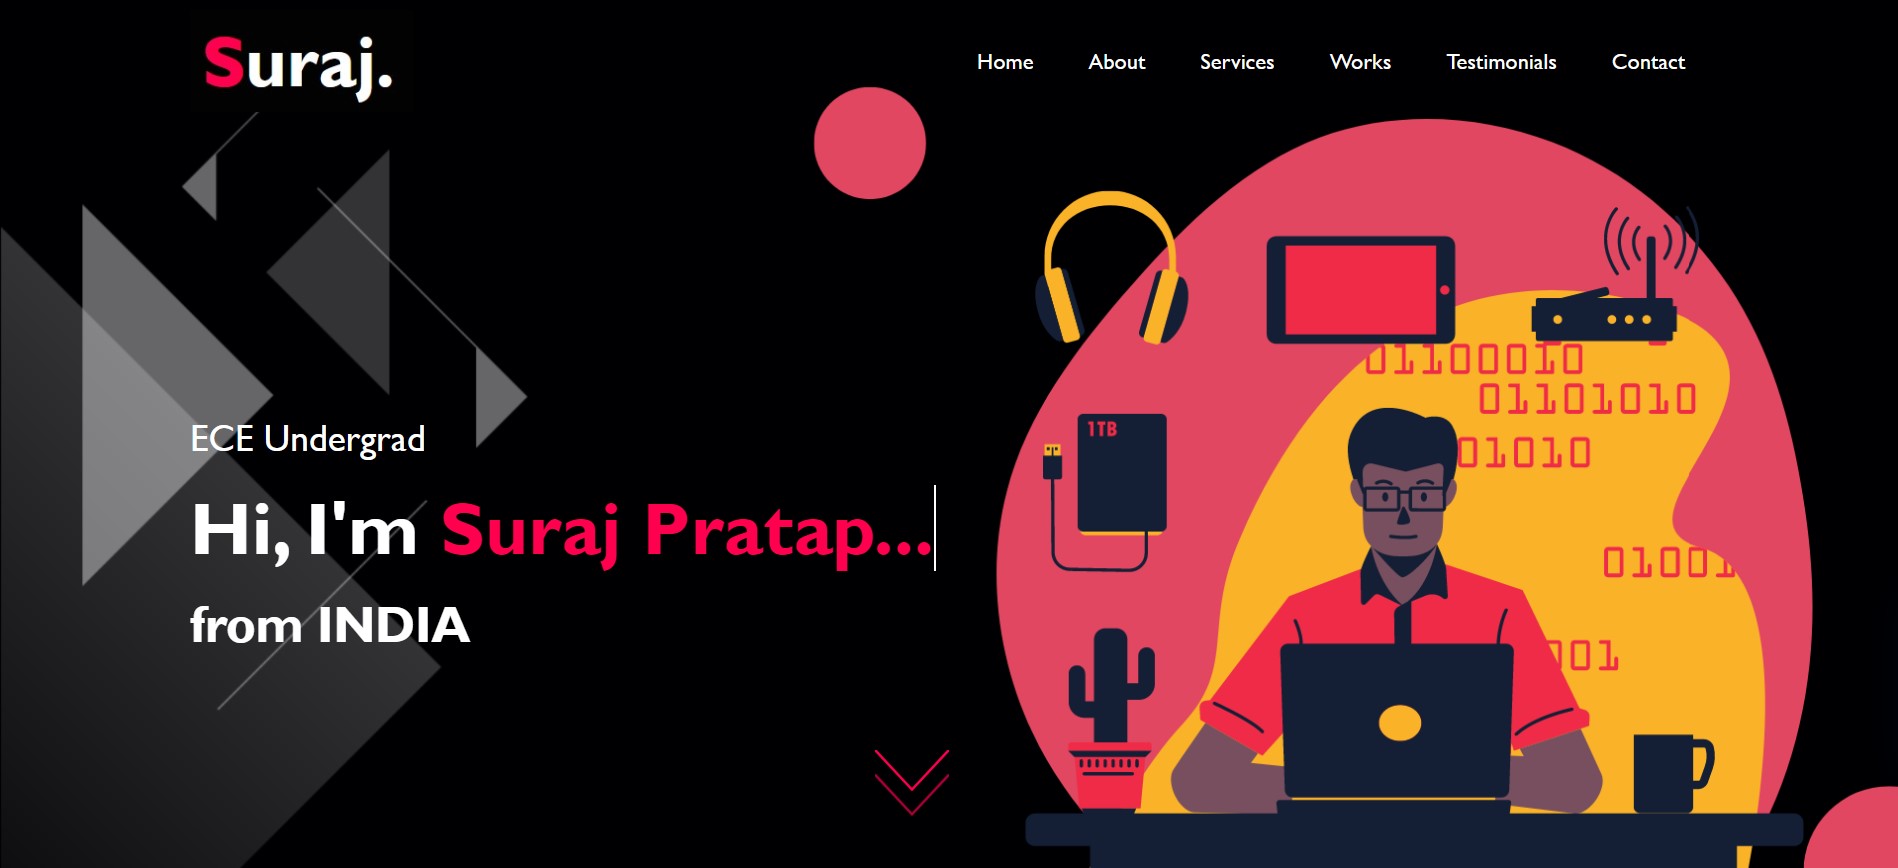 Suraj.
Home About Services Works Testimonials Contact
ECE Undergrad
Hi, I'm Suraj Pratap...
from INDIA
1TB
01100010
01101010
01010
01001
001